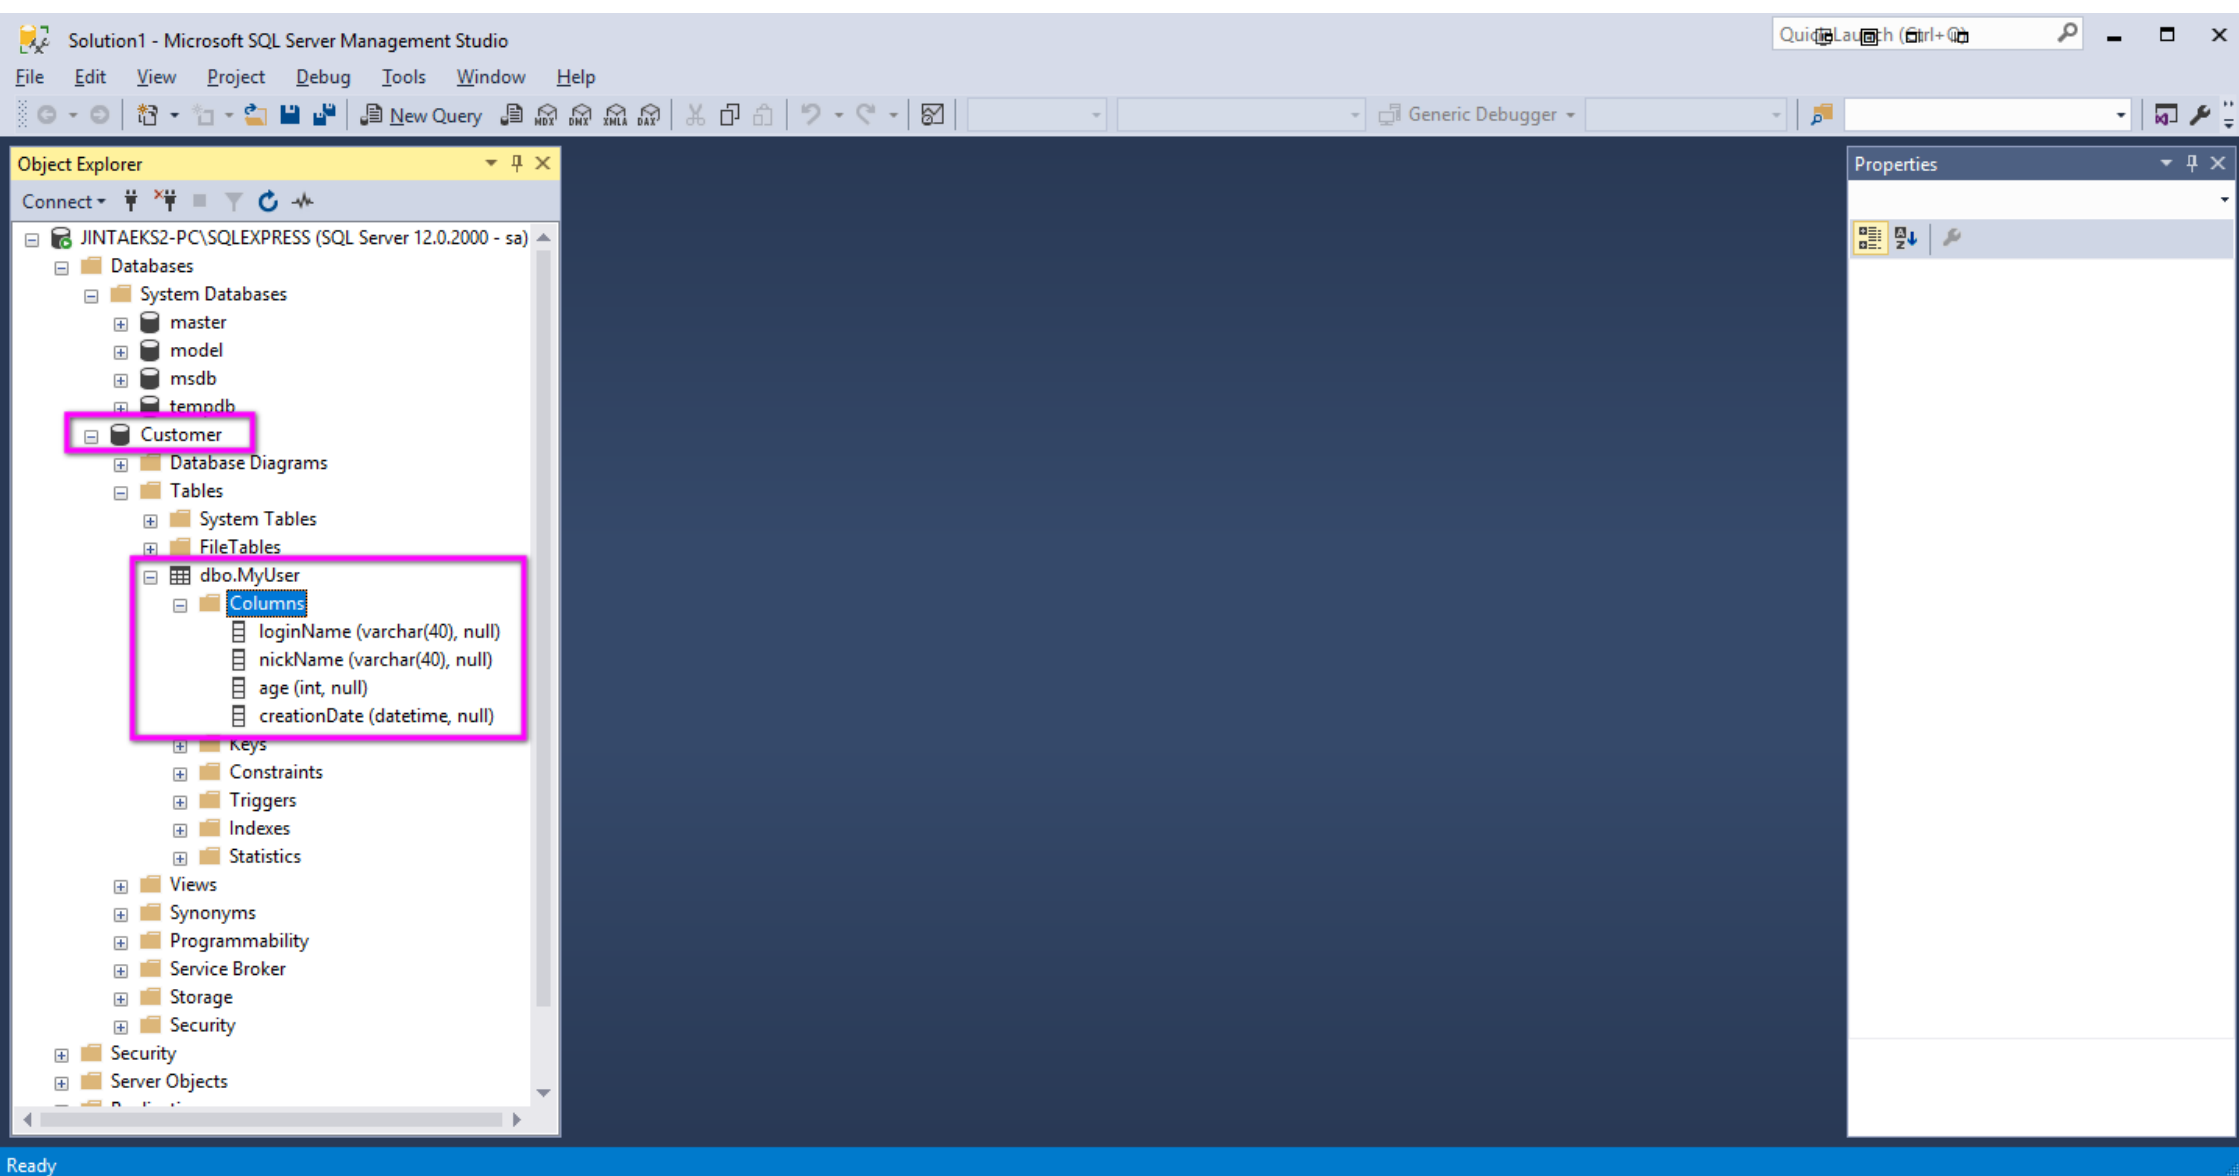 Solution1 - Microsoft SQL Server Management Studio
File Edit View Project Debug Tools Window Help
New Query MDX DMX XMLA DAX Generic Debugger
Object Explorer
Connect
JINTAEKS2-PC\SQLEXPRESS (SQL Server 12.0.2000 - sa)
Databases
System Databases
master
model
msdb
tempdb
Customer
Database Diagrams
Tables
System Tables
FileTables
dbo.MyUser
Columns
loginName (varchar(40), null)
nickName (varchar(40), null)
age (int, null)
creationDate (datetime, null)
Keys
Constraints
Triggers
Indexes
Statistics
Views
Synonyms
Programmability
Service Broker
Storage
Security
Security
Server Objects
Properties
Ready